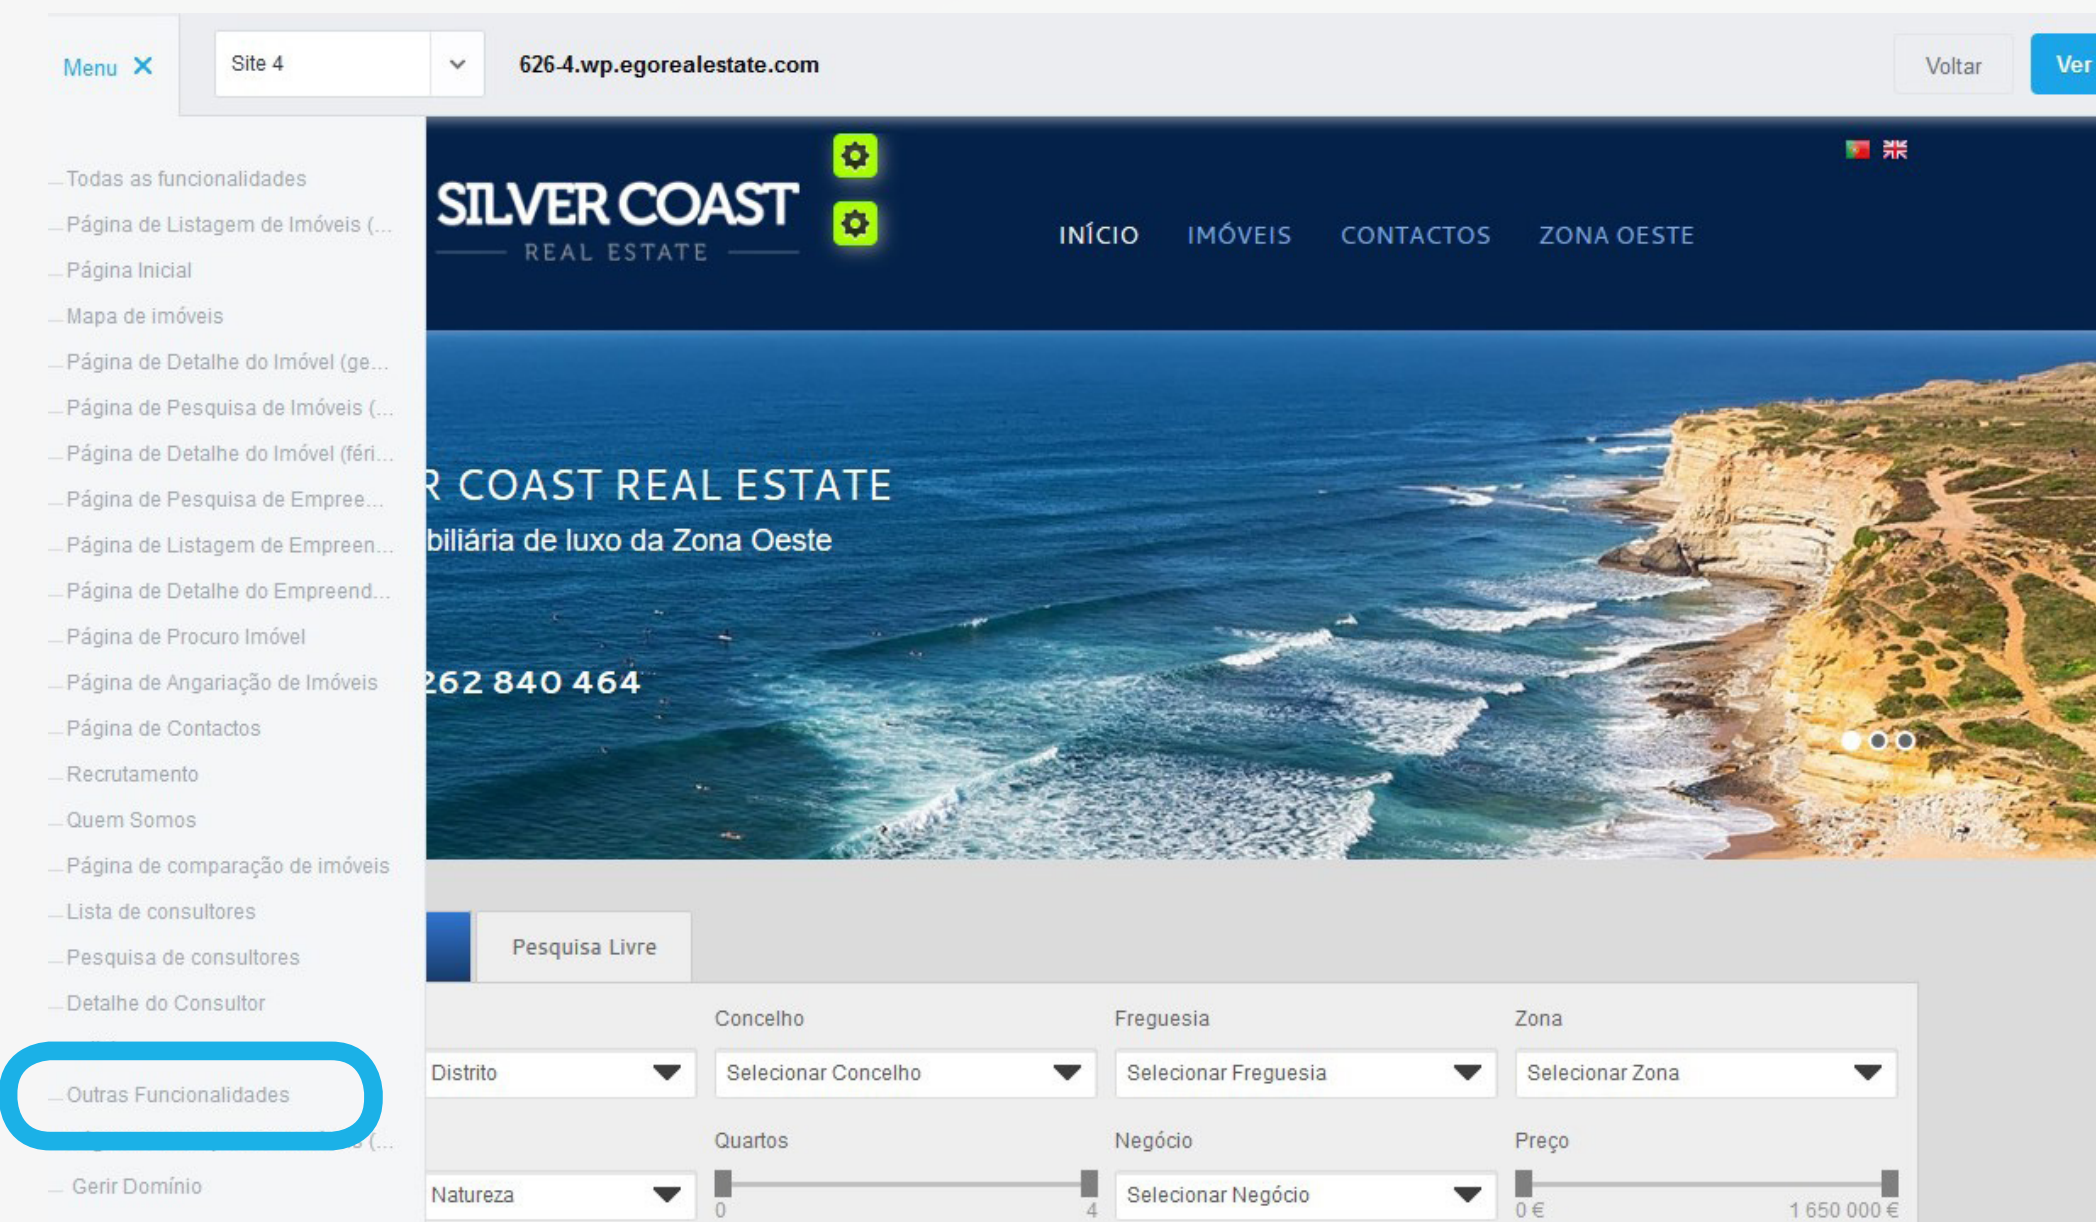 Menu
Site 4
626-4.wp.egorealestate.com
Voltar
Ver
Todas as funcionalidades
Página de Listagem de Imóveis (...
Página Inicial
Mapa de imóveis
Página de Detalhe do Imóvel (ge...
Página de Pesquisa de Imóveis (...
Página de Detalhe do Imóvel (féri...
Página de Pesquisa de Empree...
Página de Listagem de Empreen...
Página de Detalhe do Empreend...
Página de Procuro Imóvel
Página de Angariação de Imóveis
Página de Contactos
Recrutamento
Quem Somos
Página de comparação de imóveis
Lista de consultores
Pesquisa de consultores
Detalhe do Consultor
Outras Funcionalidades
Gerir Domínio
SILVER COAST
REAL ESTATE
INÍCIO IMÓVEIS CONTACTOS ZONA OESTE
R COAST REAL ESTATE
biliária de luxo da Zona Oeste
262 840 464
Pesquisa Livre
Concelho Freguesia Zona
Distrito Selecionar Concelho Selecionar Freguesia Selecionar Zona
Quartos Negócio Preço
Natureza Selecionar Negócio
0 4 0 € 1 650 000 €